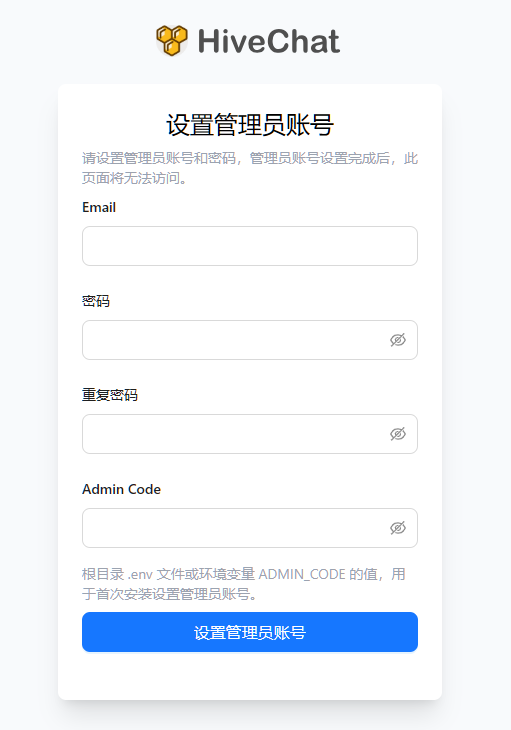 HiveChat
设置管理员账号
请设置管理员账号和密码，管理员账号设置完成后，此
页面将无法访问。
Email
密码
重复密码
Admin Code
根目录 .env 文件或环境变量 ADMIN_CODE 的值，用
于首次安装设置管理员账号。
设置管理员账号